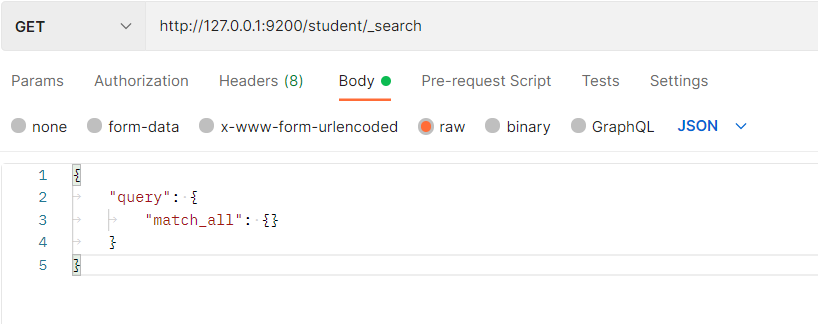 GET http://127.0.0.1:9200/student/_search
Params Authorization Headers (8) Body Pre-request Script Tests Settings
none form-data x-www-form-urlencoded raw binary GraphQL JSON
1 {
2 "query": {
3 "match_all": {}
4 }
5 }